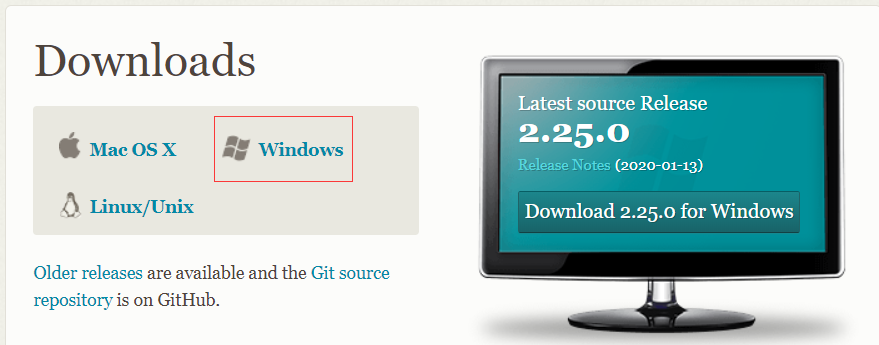 Downloads
Mac OS X
Windows
Linux/Unix
Older releases are available and the Git source
repository is on GitHub.
Latest source Release
2.25.0
Release Notes (2020-01-13)
Download 2.25.0 for Windows